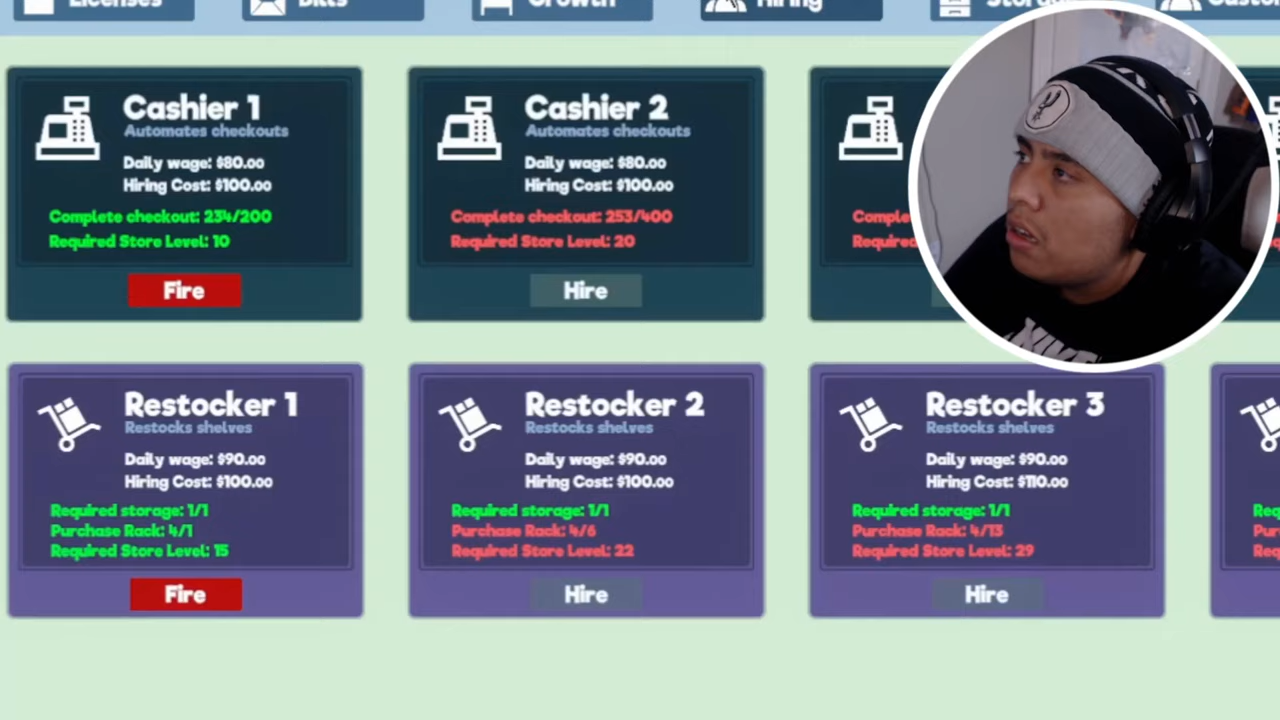 Licenses
Bills
Growth
Hiring
Cashier 1
Automates checkouts
Daily wage: $80.00
Hiring Cost: $100.00
Complete checkout: 234/200
Required Store Level: 10
Fire
Cashier 2
Automates checkouts
Daily wage: $80.00
Hiring Cost: $100.00
Complete checkout: 253/400
Required Store Level: 20
Hire
Restocker 1
Restocks shelves
Daily wage: $90.00
Hiring Cost: $100.00
Required storage: 1/1
Purchase Rack: 4/1
Required Store Level: 15
Fire
Restocker 2
Restocks shelves
Daily wage: $90.00
Hiring Cost: $100.00
Required storage: 1/1
Purchase Rack: 4/6
Required Store Level: 22
Hire
Restocker 3
Restocks shelves
Daily wage: $90.00
Hiring Cost: $110.00
Required storage: 1/1
Purchase Rack: 4/13
Required Store Level: 29
Hire